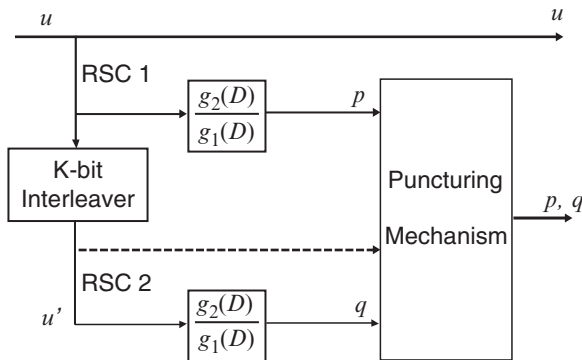 u
u
RSC 1
g2(D)
g1(D)
p
K-bit
Interleaver
Puncturing
Mechanism
p, q
RSC 2
u'
g2(D)
g1(D)
q